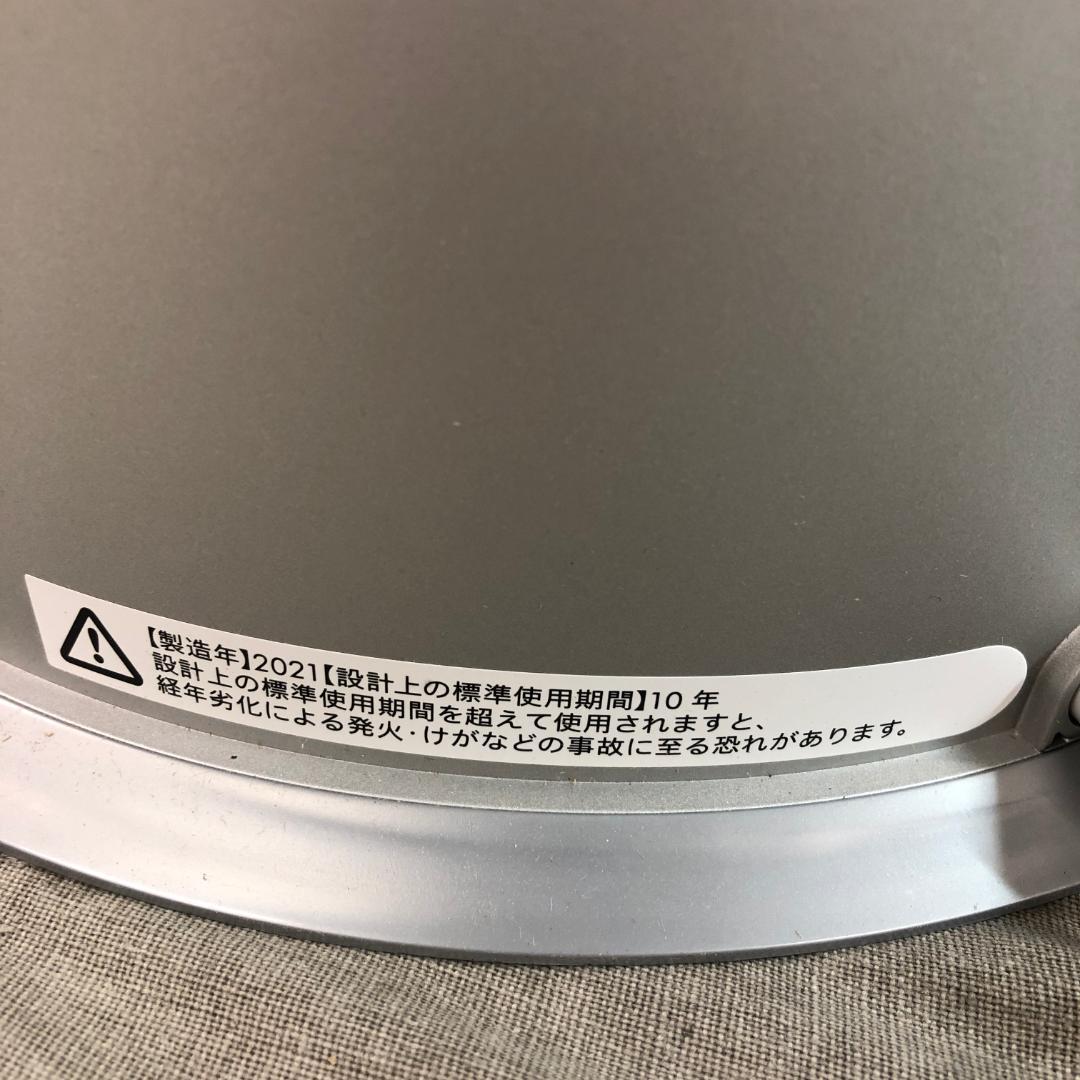 【製造年】2021【設計上の標準使用期間】10 年
設計上の標準使用期間を超えて使用されますと、
経年劣化による発火・けがなどの事故に至る恐れがあります。